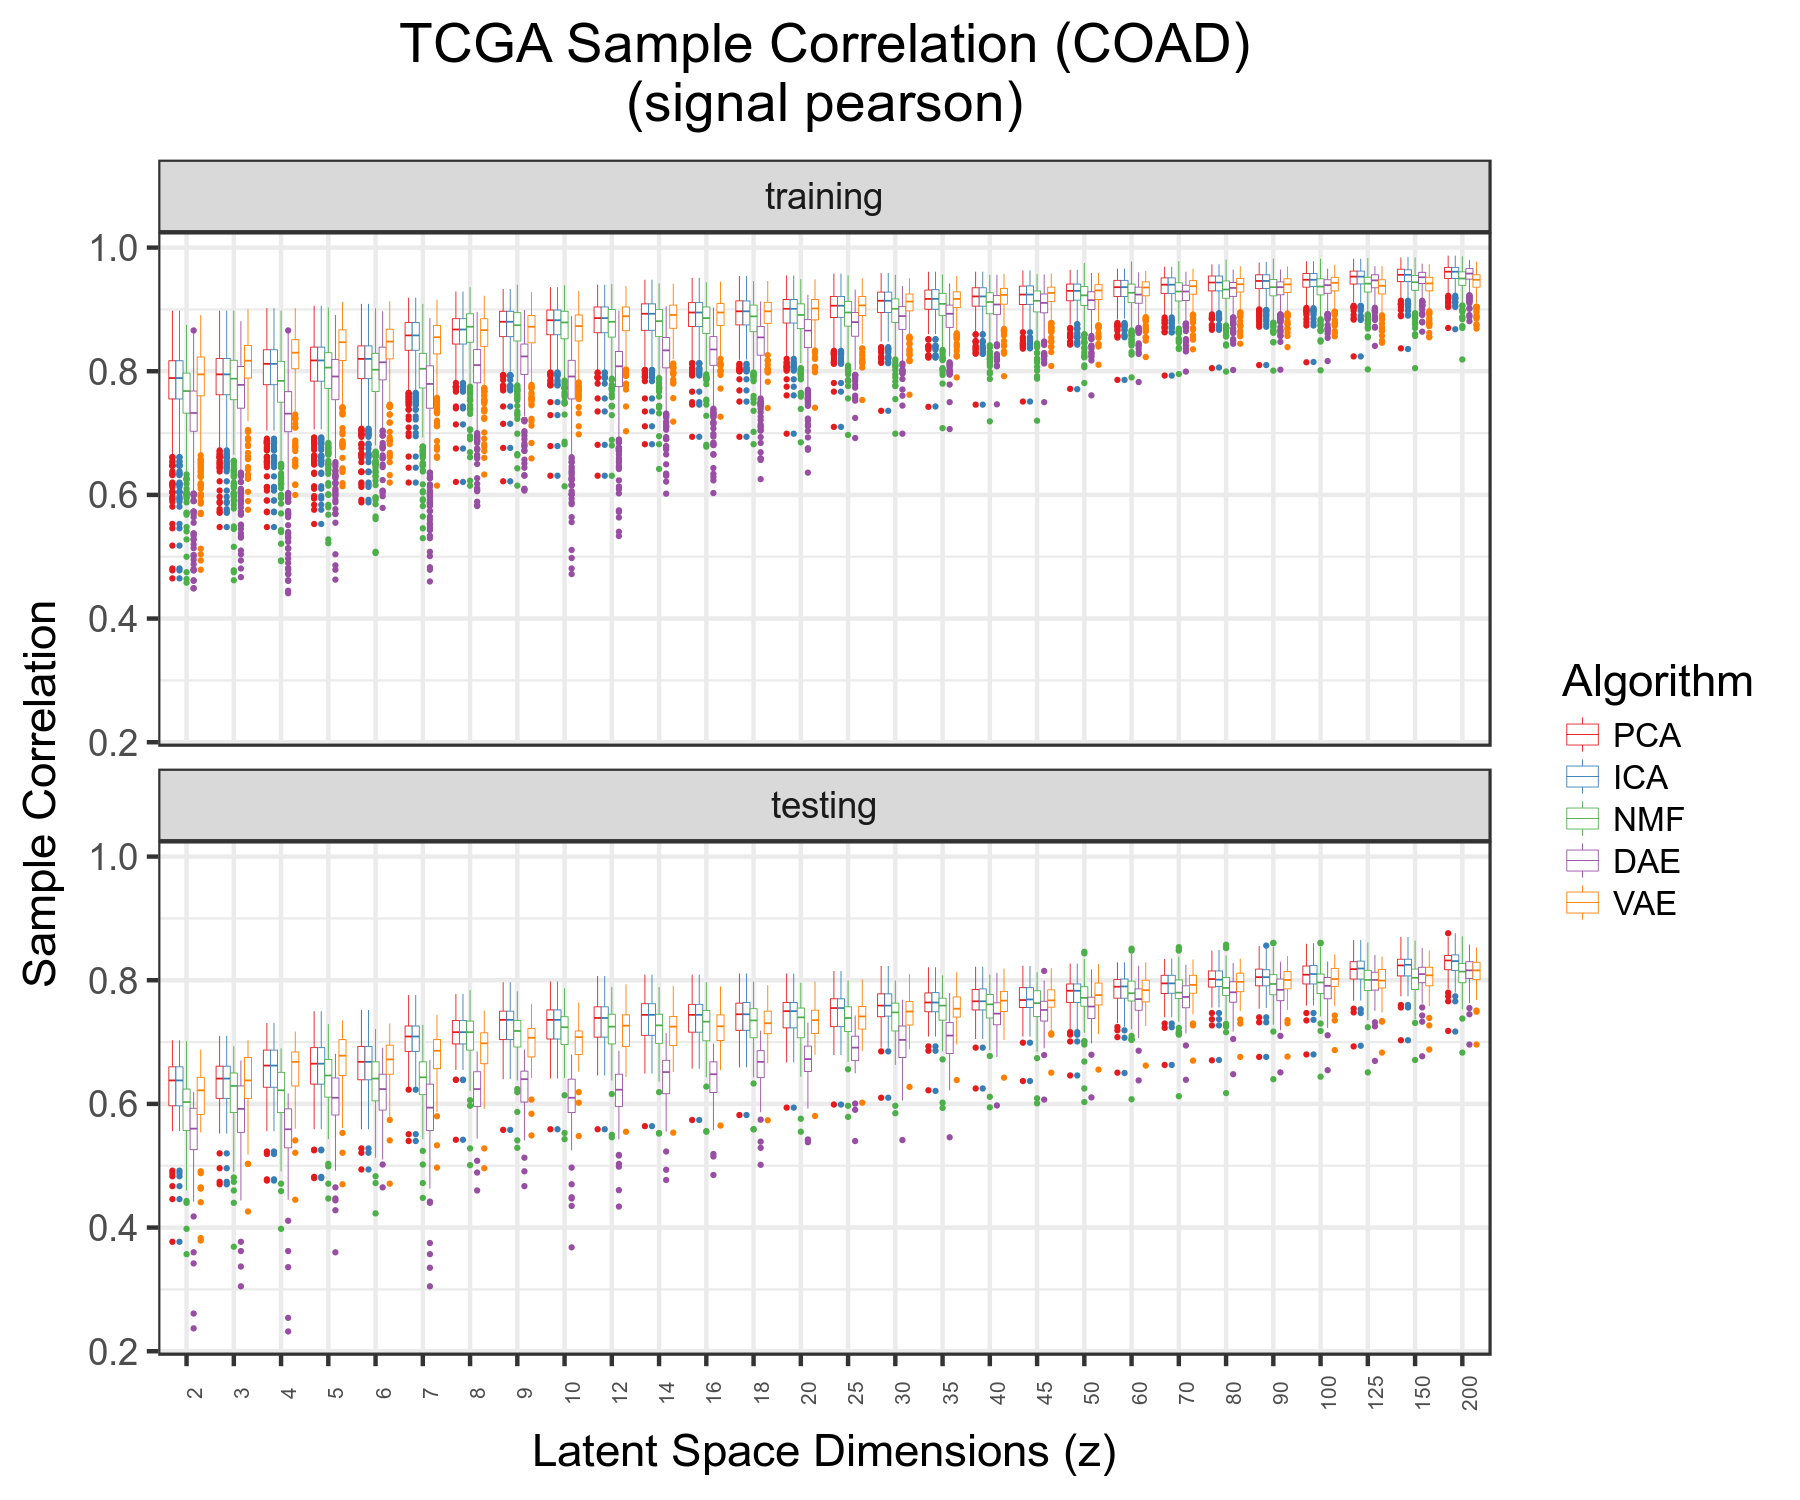 TCGA Sample Correlation (COAD)
(signal pearson)
training
1.0
0.8
0.6
0.4
0.2
testing
1.0
0.8
0.6
0.4
0.2
Sample Correlation
2 3 4 5 6 7 8 9 10 12 14 16 18 20 25 30 35 40 45 50 60 70 80 90 100 125 150 200
Latent Space Dimensions (z)
Algorithm
PCA
ICA
NMF
DAE
VAE